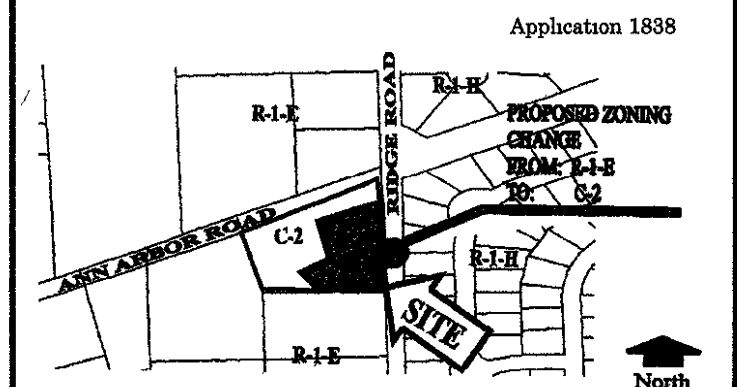 Application 1838
R-1-H
R-1-E
RIDGE ROAD
PROPOSED ZONING
CHANGE
FROM: R-1-E
TO: C-2
ANN ARBOR ROAD
C-2
R-1-H
SITE
R-1-E
North